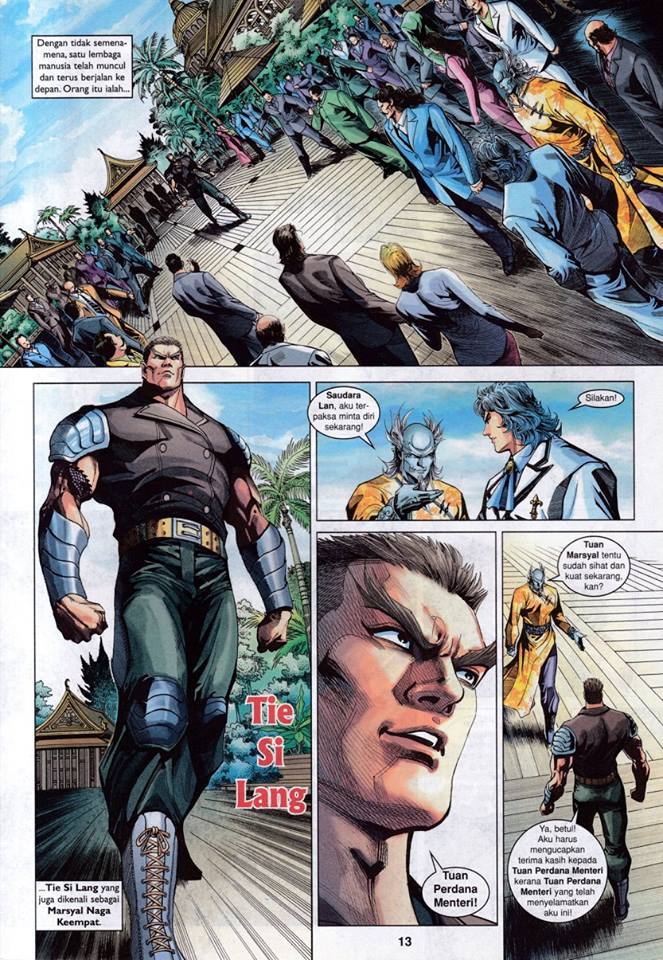 Dengan tidak semena-
mena, satu lembaga
manusia telah muncul
dan terus berjalan ke
depan. Orang itu ialah...
Saudara
Lan, aku ter-
paksa minta diri
sekarang!
Silakan!
Tie
Si
Lang
...Tie Si Lang yang
juga dikenali sebagai
Marsyal Naga
Keempat.
Tuan
Perdana
Menteri!
Tuan
Marsyal tentu
sudah sihat dan
kuat sekarang,
kan?
Ya, betul!
Aku harus
mengucapkan
terima kasih kepada
Tuan Perdana Menteri
kerana Tuan Perdana
Menteri yang telah
menyelamatkan
aku ini!
13